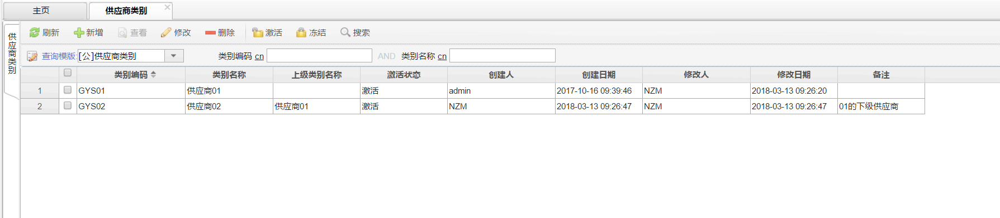 主页 供应商类别
供应商类别
刷新 新增 查看 修改 删除 激活 冻结 搜索
查询模版:[公]供应商类别 类别编码 cn AND 类别名称 cn
类别编码 类别名称 上级类别名称 激活状态 创建人 创建日期 修改人 修改日期 备注
1 GYS01 供应商01 激活 admin 2017-10-16 09:39:46 NZM 2018-03-13 09:26:20
2 GYS02 供应商02 供应商01 激活 NZM 2018-03-13 09:26:47 NZM 2018-03-13 09:26:47 01的下级供应商